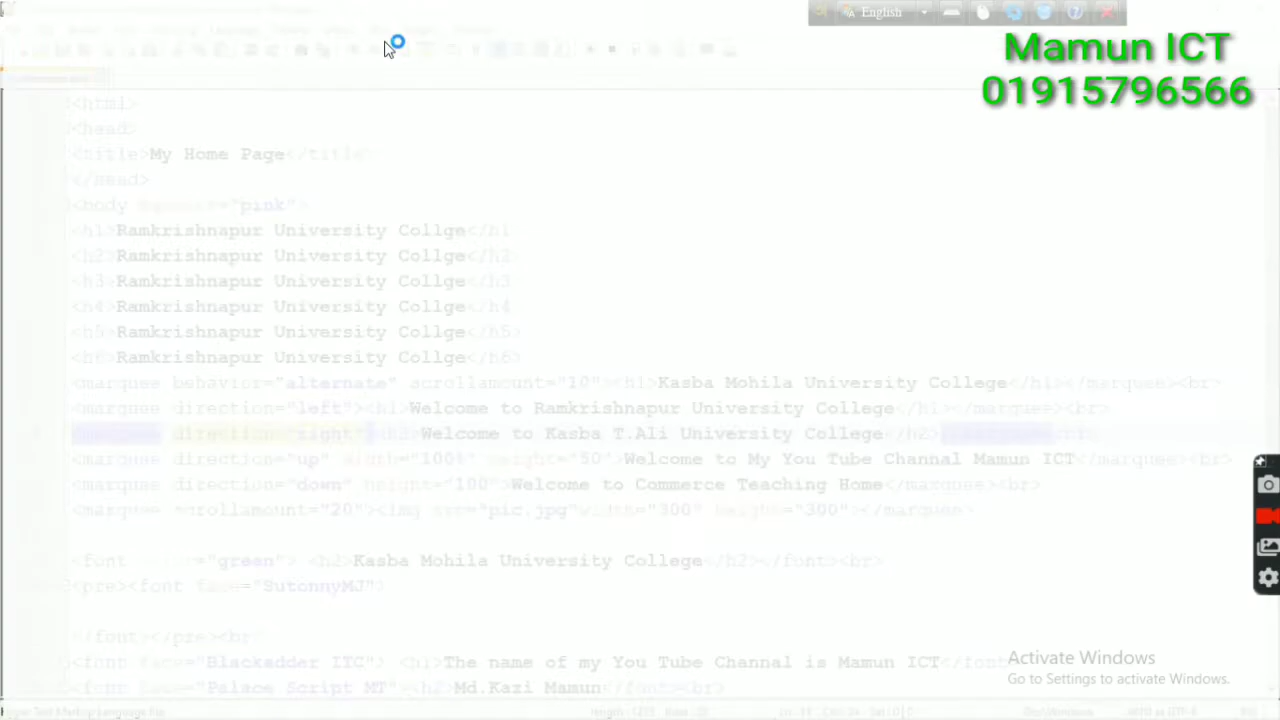 English
Mamun ICT
01915796566
<html>
<head>
<title>My Home Page</title>
</head>
<body bgcolor="pink">
<h1>Ramkrishnapur University Collge</h1
<h2>Ramkrishnapur University Collge</h2
<h3>Ramkrishnapur University Collge</h3
<h4>Ramkrishnapur University Collge</h4
<h5>Ramkrishnapur University Collge</h5>
<h6>Ramkrishnapur University Collge</h6>
<marquee behavior="alternate" scrollamount="10"><h1>Kasba Mohila University College</h1></marquee><br>
<marquee direction="left"><h1>Welcome to Ramkrishnapur University College</h1></marquee><br>
<marquee direction="right"><h2>Welcome to Kasba T.Ali University College</h2></marquee><br>
<marquee direction="up" width="100%" height="50">Welcome to My You Tube Channal Mamun ICT</marquee><br>
<marquee direction="down" height="100">Welcome to Commerce Teaching Home</marquee><br>
<marquee scrollamount="20"><img src="pic.jpg"width="300" height="300"></marquee>
<font ="green"> <h2>Kasba Mohila University College</h2></font><br>
<pre><font face="SutonnyMJ">
</font></pre><br>
<font face="Blackadder ITC"> <h1>The name of my You Tube Channal is Mamun ICT</font>
<font face="Palace Script MT"<h2>Md.Kazi Mamun</font><br>
Activate Windows
Go to Settings to activate Windows.